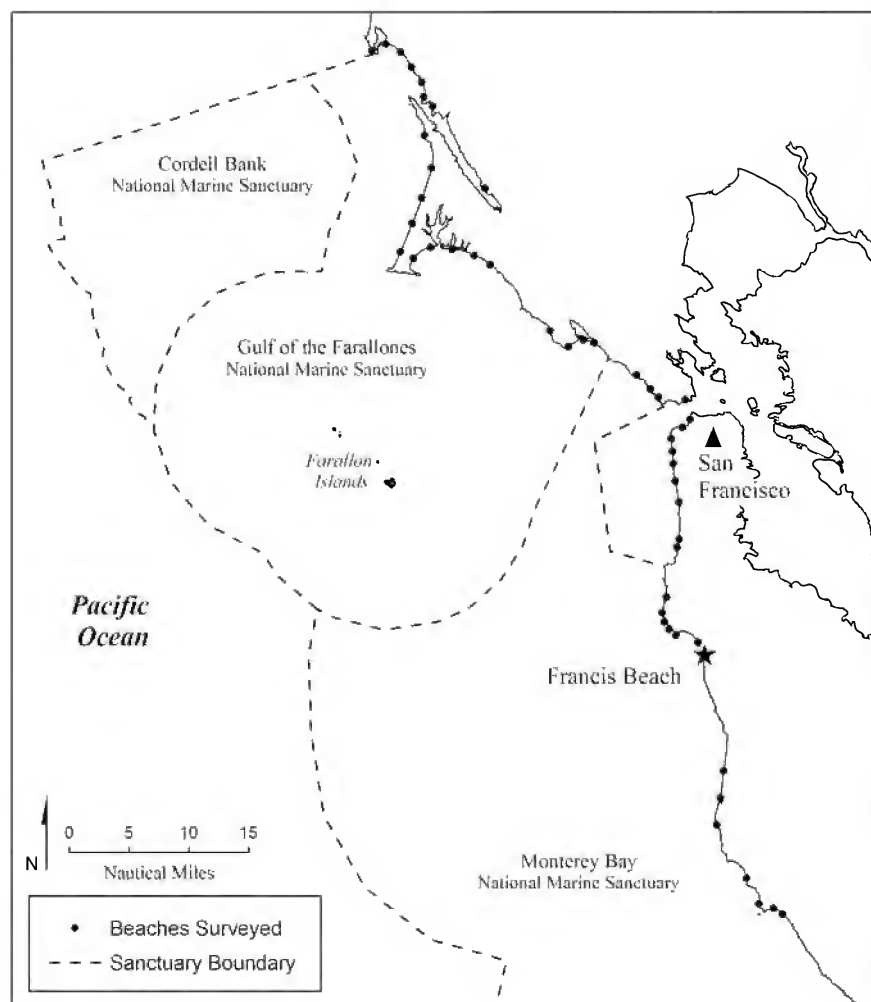 Cordell Bank
National Marine Sanctuary
Gulf of the Farallones
National Marine Sanctuary
Farallon
Islands
San
Francisco
Pacific
Ocean
Francis Beach
Monterey Bay
National Marine Sanctuary
N
0 5 10 15
Nautical Miles
Beaches Surveyed
Sanctuary Boundary